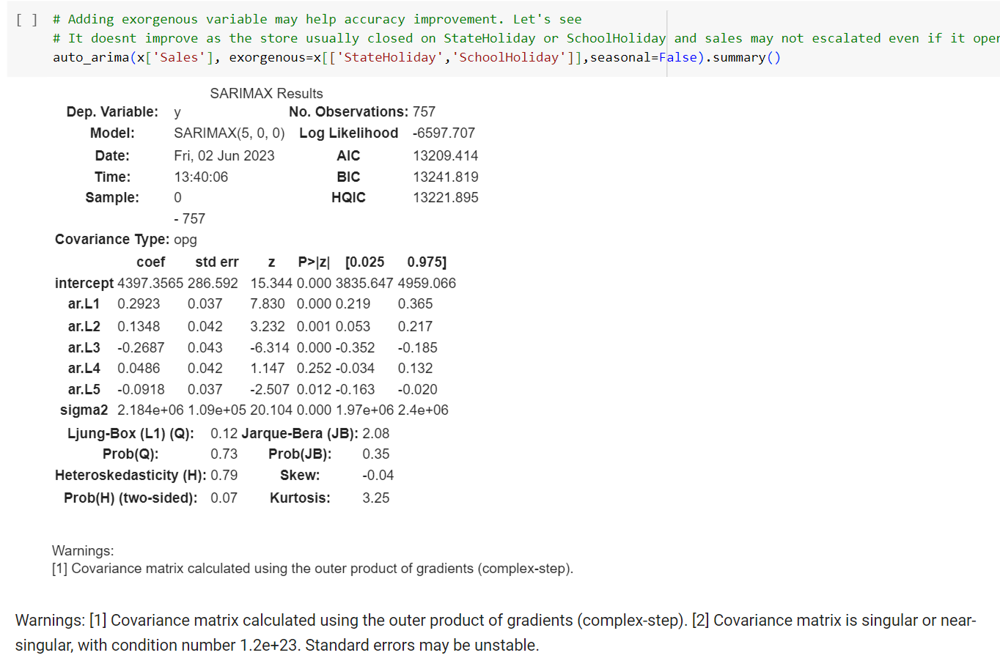 [ ] # Adding exorgenous variable may help accuracy improvement. Let's see
# It doesnt improve as the store usually closed on StateHoliday or SchoolHoliday and sales may not escalated even if it oper
auto_arima(x['Sales'], exorgenous=x[['StateHoliday','SchoolHoliday']],seasonal=False).summary()
SARIMAX Results
Dep. Variable: y No. Observations: 757
Model: SARIMAX(5, 0, 0) Log Likelihood -6597.707
Date: Fri, 02 Jun 2023 AIC 13209.414
Time: 13:40:06 BIC 13241.819
Sample: 0 HQIC 13221.895
- 757
Covariance Type: opg
coef std err z P>|z| [0.025 0.975]
intercept 4397.3565 286.592 15.344 0.000 3835.647 4959.066
ar.L1 0.2923 0.037 7.830 0.000 0.219 0.365
ar.L2 0.1348 0.042 3.232 0.001 0.053 0.217
ar.L3 -0.2687 0.043 -6.314 0.000 -0.352 -0.185
ar.L4 0.0486 0.042 1.147 0.252 -0.034 0.132
ar.L5 -0.0918 0.037 -2.507 0.012 -0.163 -0.020
sigma2 2.184e+06 1.09e+05 20.104 0.000 1.97e+06 2.4e+06
Ljung-Box (L1) (Q): 0.12 Jarque-Bera (JB): 2.08
Prob(Q): 0.73 Prob(JB): 0.35
Heteroskedasticity (H): 0.79 Skew: -0.04
Prob(H) (two-sided): 0.07 Kurtosis: 3.25
Warnings:
[1] Covariance matrix calculated using the outer product of gradients (complex-step).
Warnings: [1] Covariance matrix calculated using the outer product of gradients (complex-step). [2] Covariance matrix is singular or near-
singular, with condition number 1.2e+23. Standard errors may be unstable.